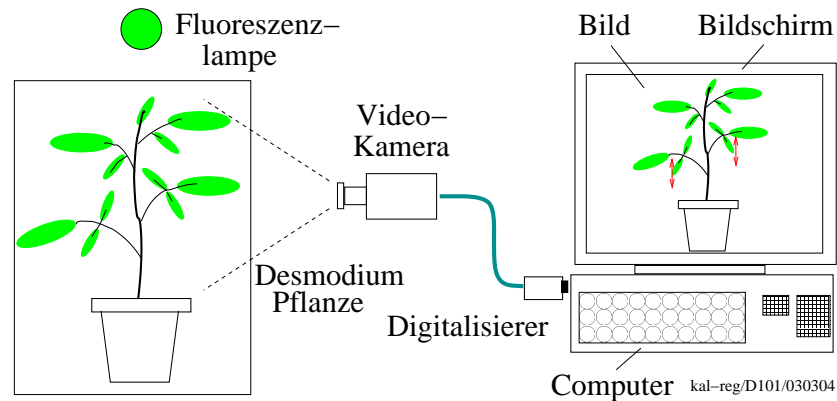 Fluoreszenz–
lampe
Video–
Kamera
Bild
Bildschirm
Desmodium
Pflanze
Digitalisierer
Computer
kal–reg/D101/030304